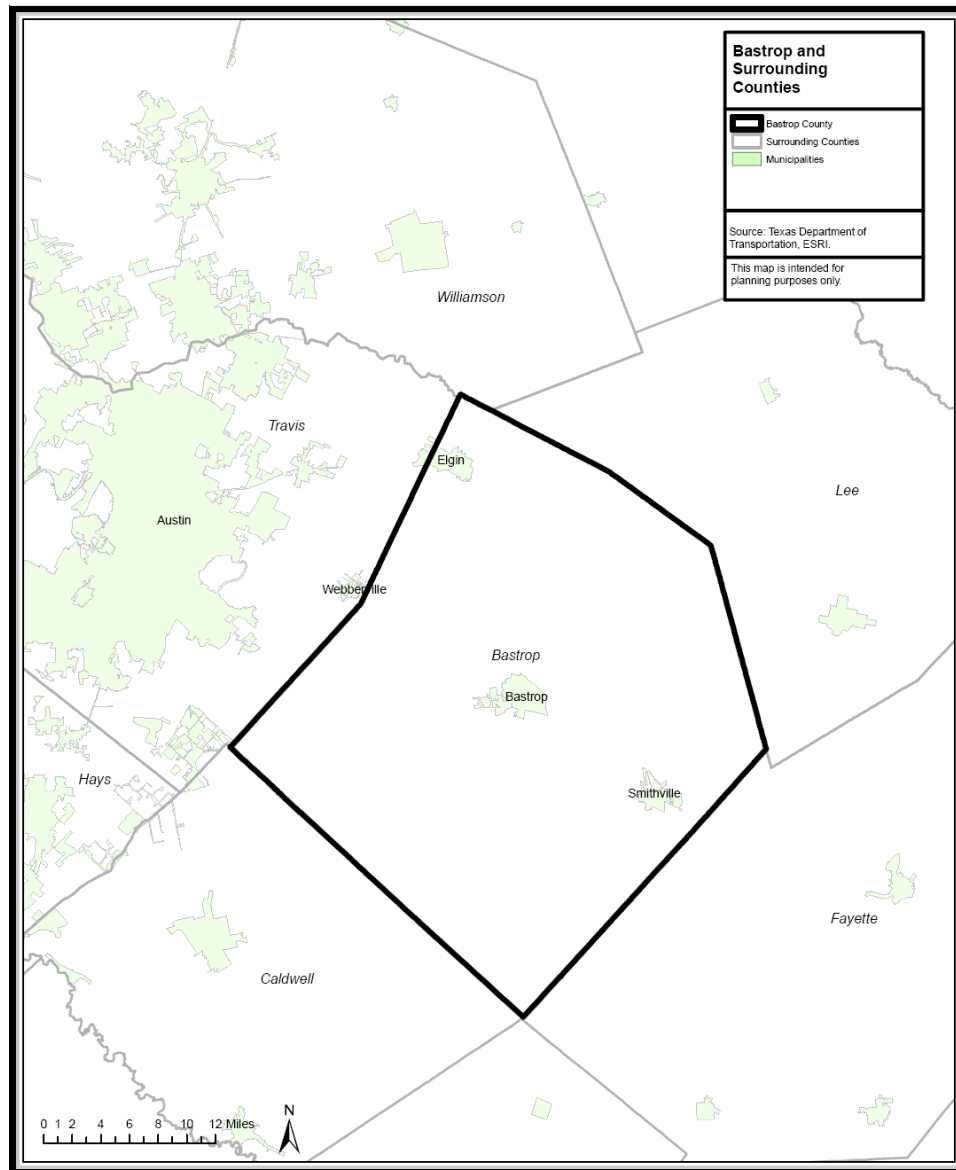 Bastrop and
Surrounding
Counties
Bastrop County
Surrounding Counties
Municipalities
Source: Texas Department of
Transportation, ESRI.
This map is intended for
planning purposes only.
Williamson
Travis
Elgin
Lee
Austin
Webberville
Bastrop
Bastrop
Hays
Smithville
Fayette
Caldwell
N
0 1 2 4 6 8 10 12 Miles